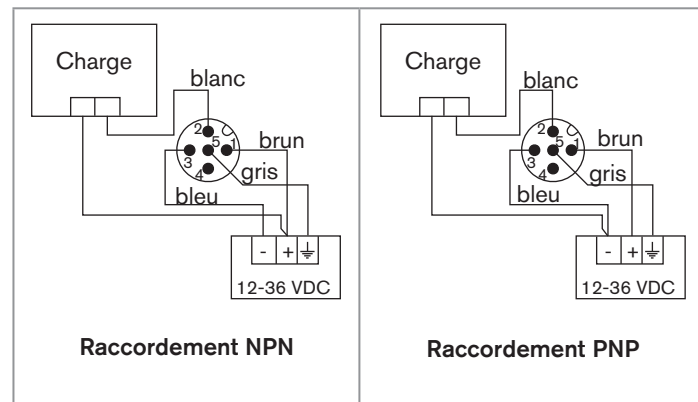 Charge
blanc
2
1
brun
3
5
4
gris
bleu
- +
12-36 VDC
Raccordement NPN
Charge
blanc
2
1
brun
3
5
4
gris
bleu
- +
12-36 VDC
Raccordement PNP